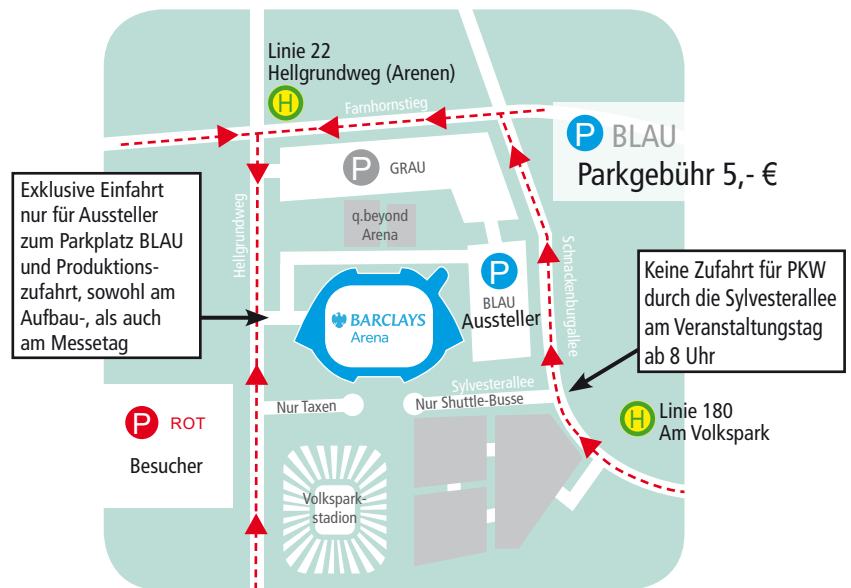 Linie 22
Hellgrundweg (Arenen)
H
Farnhornstieg
P BLAU
Parkgebühr 5,- €
P GRAU
Exklusive Einfahrt
nur für Aussteller
zum Parkplatz BLAU
und Produktions-
zufahrt, sowohl am
Aufbau-, als auch
am Messetag
Hellgrundweg
q.beyond
Arena
P
BLAU
Aussteller
Schnackenburgallee
Keine Zufahrt für PKW
durch die Sylvesterallee
am Veranstaltungstag
ab 8 Uhr
BARCLAYS
Arena
Sylvesterallee
Nur Taxen
Nur Shuttle-Busse
P ROT
Besucher
H
Linie 180
Am Volkspark
Volkspark-
stadion